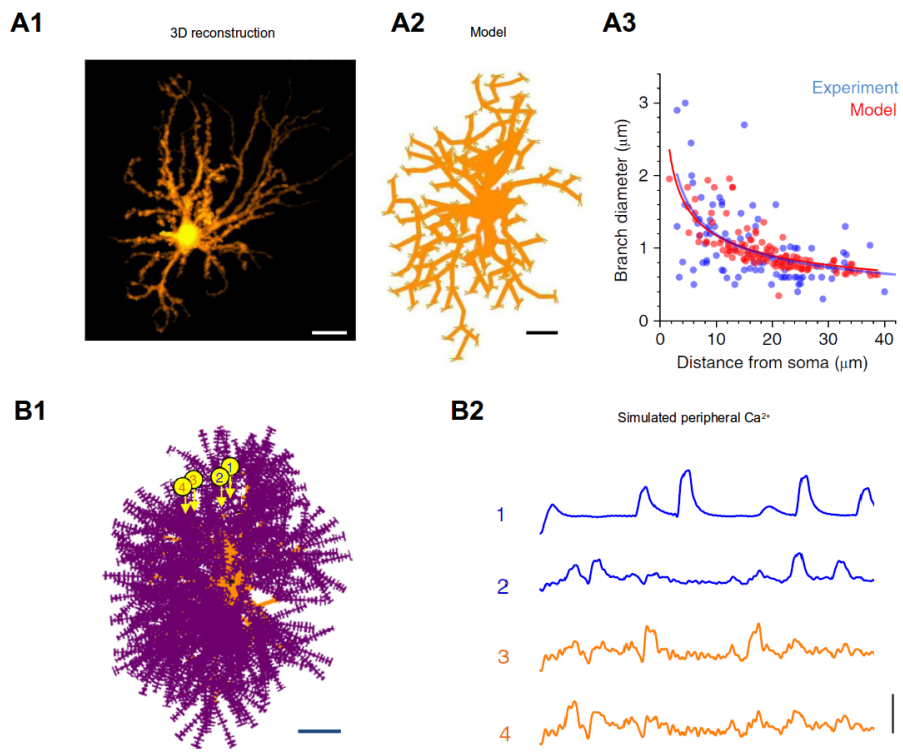 A1
3D reconstruction
A2
Model
A3
Experiment
Model
Branch diameter (μm)
3
2
1
0
0 10 20 30 40
Distance from soma (μm)
B1
4 3 2 1
B2
Simulated peripheral Ca²⁺
1
2
3
4